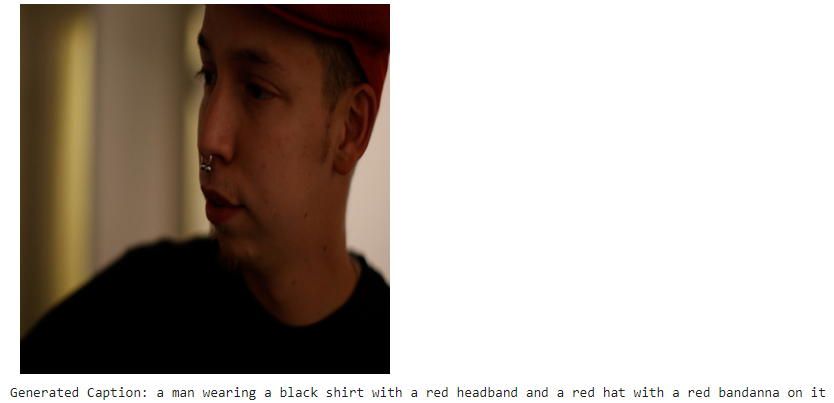 Generated Caption: a man wearing a black shirt with a red headband and a red hat with a red bandanna on it